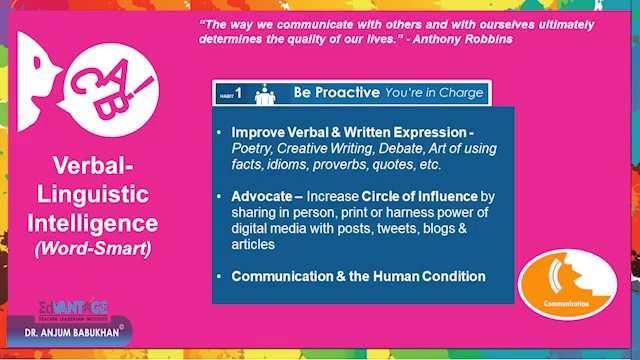 “The way we communicate with others and with ourselves ultimately
determines the quality of our lives.” - Anthony Robbins
ABC!
HABIT 1 Be Proactive You're in Charge
Verbal-
Linguistic
Intelligence
(Word-Smart)
• Improve Verbal & Written Expression -
Poetry, Creative Writing, Debate, Art of using
facts, idioms, proverbs, quotes, etc.
• Advocate – Increase Circle of Influence by
sharing in person, print or harness power of
digital media with posts, tweets, blogs &
articles
• Communication & the Human Condition
Communication
EdVANTAGE
TEACHER LEADERSHIP INSTITUTE
DR. ANJUM BABUKHAN©